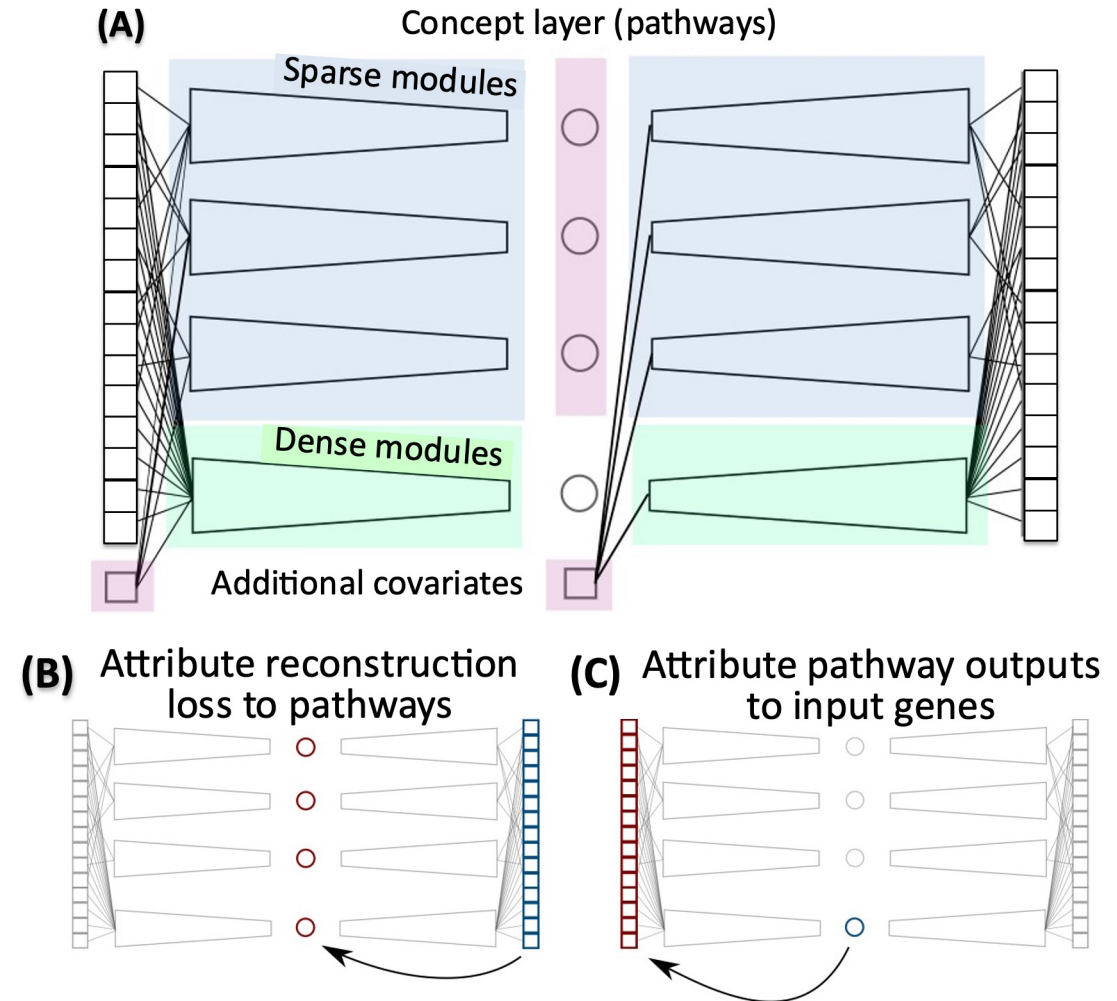 (A)
Concept layer (pathways)
Sparse modules
Dense modules
Additional covariates
(B)
Attribute reconstruction
loss to pathways
(C)
Attribute pathway outputs
to input genes